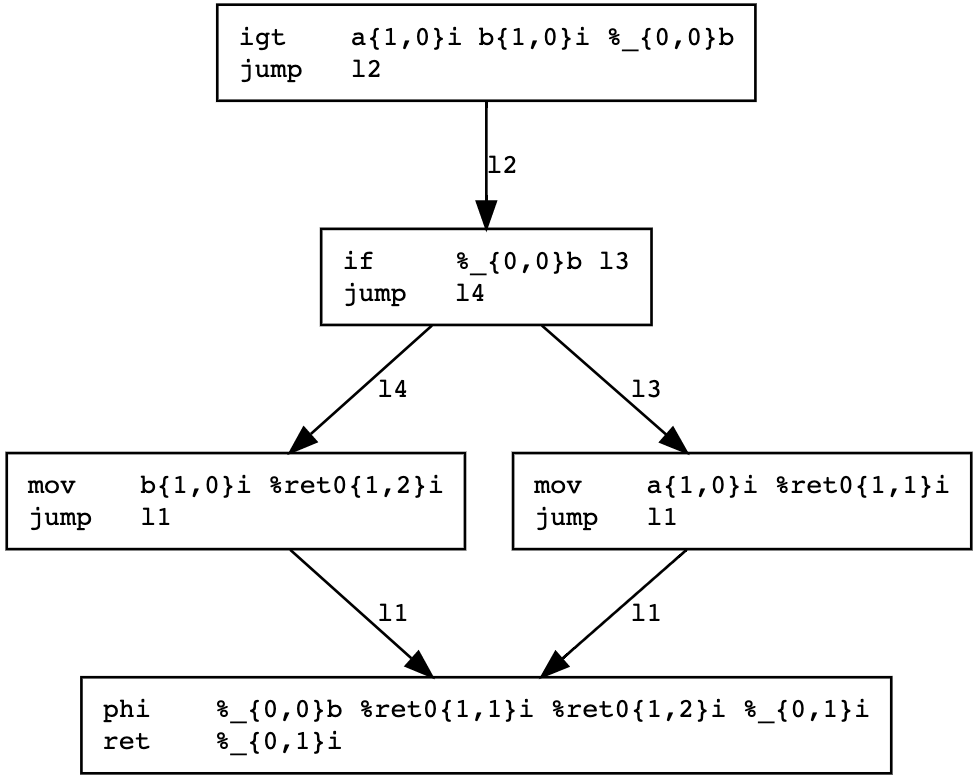 igt    a{1,0}i b{1,0}i %_{0,0}b
jump   l2
l2
if     %_{0,0}b l3
jump   l4
l4
l3
mov    b{1,0}i %ret0{1,2}i
jump   l1
mov    a{1,0}i %ret0{1,1}i
jump   l1
l1
l1
phi    %_{0,0}b %ret0{1,1}i %ret0{1,2}i %_{0,1}i
ret    %_{0,1}i